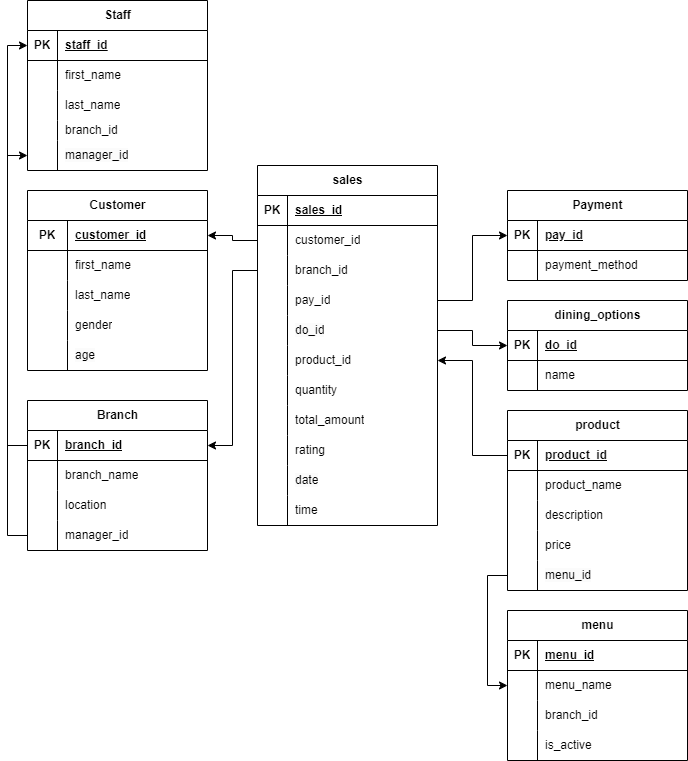 Staff
PK staff_id
first_name
last_name
branch_id
manager_id
Customer
PK customer_id
first_name
last_name
gender
age
Branch
PK branch_id
branch_name
location
manager_id
sales
PK sales_id
customer_id
branch_id
pay_id
do_id
product_id
quantity
total_amount
rating
date
time
Payment
PK pay_id
payment_method
dining_options
PK do_id
name
product
PK product_id
product_name
description
price
menu_id
menu
PK menu_id
menu_name
branch_id
is_active